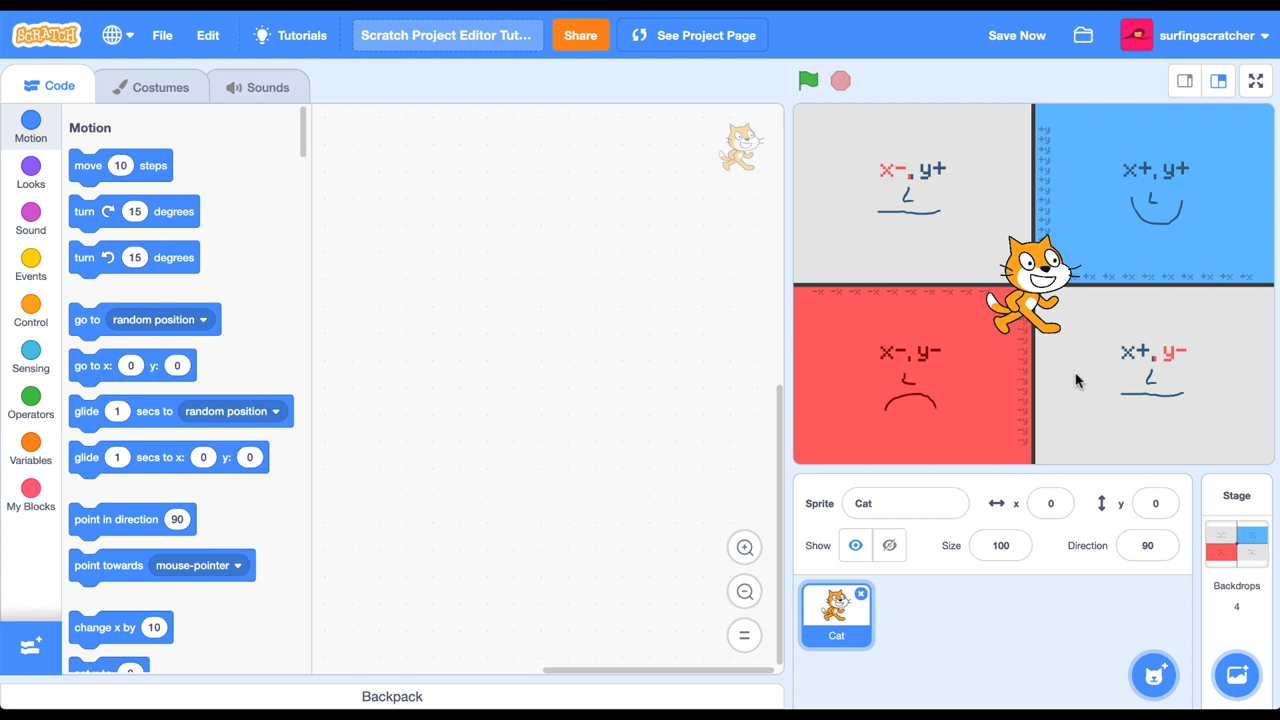 SCRATCH
File
Edit
Tutorials
Scratch Project Editor Tut...
Share
See Project Page
Save Now
surfingscratcher
Code
Costumes
Sounds
Motion
Looks
Sound
Events
Control
Sensing
Operators
Variables
My Blocks
Motion
move 10 steps
turn 15 degrees
turn 15 degrees
go to random position
go to x: 0 y: 0
glide 1 secs to random position
glide 1 secs to x: 0 y: 0
point in direction 90
point towards mouse-pointer
change x by 10
Backpack
x-, y+
x+, y+
+y
+y
+y
+y
+y
+y
+y
+y
+y
+y
+y
+x +x +x +x +x +x +x +x +x
-x -x -x -x -x -x -x -x -x
x-, y-
x+, y-
Sprite Cat x 0 y 0
Show Size 100 Direction 90
Cat
Stage
Backdrops
4